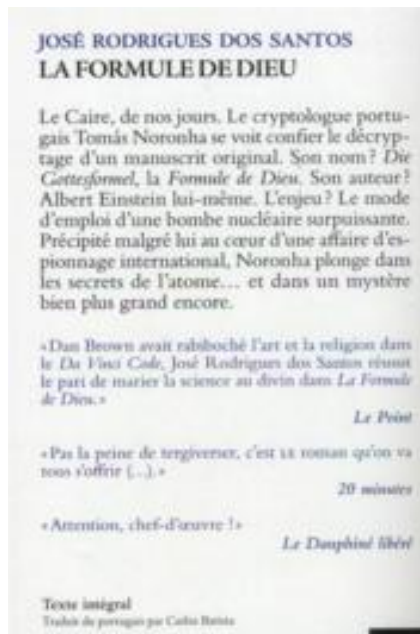 JOSÉ RODRIGUES DOS SANTOS
LA FORMULE DE DIEU
Le Caire, de nos jours. Le cryptologue portu-
gais Tomás Noronha se voit confier le décryp-
tage d'un manuscrit original. Son nom ? Die
Gottesformel, la Formule de Dieu. Son auteur ?
Albert Einstein lui-même. L'enjeu ? Le mode
d'emploi d'une bombe nucléaire surpuissante.
Précipité malgré lui au cœur d'une affaire d'es-
pionnage international, Noronha plonge dans
les secrets de l'atome… et dans un mystère
bien plus grand encore.
«Dan Brown avait rabiboché l'art et la religion dans
le Da Vinci Code, José Rodrigues dos Santos réussit
le pari de marier la science au divin dans La Formule
de Dieu.»
Le Point
«Pas la peine de tergiverser, c'est LE roman qu'on va
tous s'offrir (…).»
20 minutes
«Attention, chef-d'œuvre !»
Le Dauphiné libéré
Texte intégral
Traduit du portugais par Carlos Batista